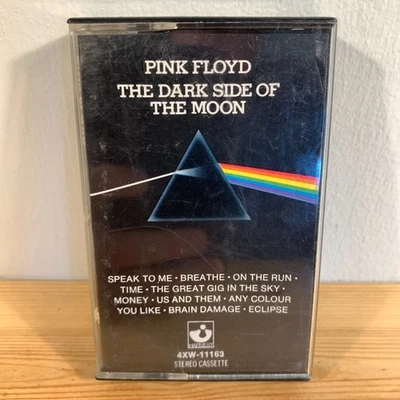 PINK FLOYD
THE DARK SIDE OF
THE MOON
SPEAK TO ME • BREATHE • ON THE RUN •
TIME • THE GREAT GIG IN THE SKY •
MONEY • US AND THEM • ANY COLOUR
YOU LIKE • BRAIN DAMAGE • ECLIPSE
HARVEST
4XW-11163
STEREO CASSETTE